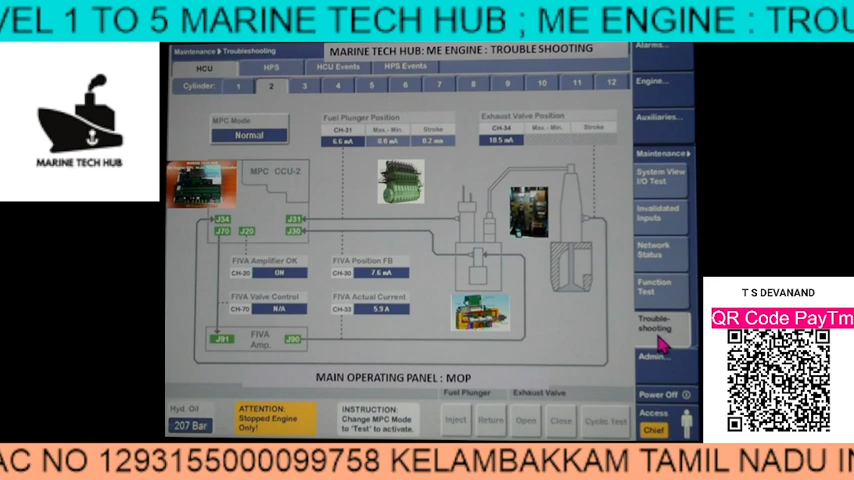 VEL 1 TO 5 MARINE TECH HUB ; ME ENGINE : TROU
Maintenance ▸ Troubleshooting
MARINE TECH HUB: ME ENGINE : TROUBLE SHOOTING
Alarms...
HCU HPS HCU Events HPS Events
Cylinder: 1 2 3 4 5 6 7 8 9 10 11 12
Engine...
MPC Mode
Normal
Fuel Plunger Position
CH-31 Max.- Min. Stroke
6.6 mA 0.0 mA 0.2 mm
Exhaust Valve Position
CH-34 Max.- Min. Stroke
10.5 mA
Auxiliaries...
Maintenance ▸
System View
I/O Test
Invalidated
Inputs
Network
Status
Function
Test
Trouble-
shooting
Admin...
Power Off
Access
Chief
MARINE TECH HUB
MPC CCU-2
J34 J31
J70 J20 J30
FIVA Amplifier OK
CH-20 ON
FIVA Position FB
CH-30 7.6 mA
FIVA Valve Control
CH-70 N/A
FIVA Actual Current
CH-33 5.9 A
J91 FIVA J90
Amp.
MAIN OPERATING PANEL : MOP
Hyd. Oil
207 Bar
ATTENTION:
Stopped Engine
Only!
INSTRUCTION:
Change MPC Mode
to 'Test' to activate.
Fuel Plunger Exhaust Valve
Inject Return Open Close Cyclic Test
T S DEVANAND
QR Code PayTm
AC NO 1293155000099758 KELAMBAKKAM TAMIL NADU IN